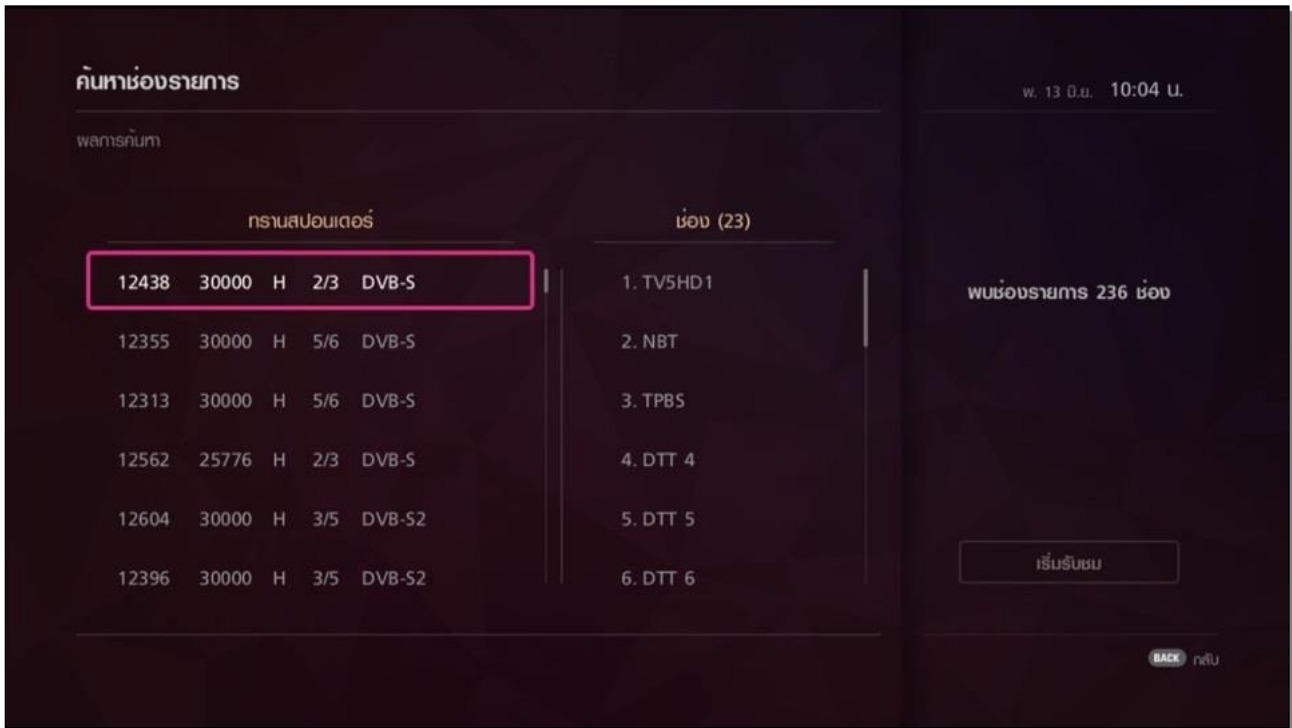 ค้นหาช่องรายการ
พ. 13 มิ.ย. 10:04 น.
ผลการค้นหา
ทรานสปอนเดอร์
12438 30000 H 2/3 DVB-S
12355 30000 H 5/6 DVB-S
12313 30000 H 5/6 DVB-S
12562 25776 H 2/3 DVB-S
12604 30000 H 3/5 DVB-S2
12396 30000 H 3/5 DVB-S2
ช่อง (23)
1. TV5HD1
2. NBT
3. TPBS
4. DTT 4
5. DTT 5
6. DTT 6
พบช่องรายการ 236 ช่อง
เริ่มรับชม
BACK กลับ